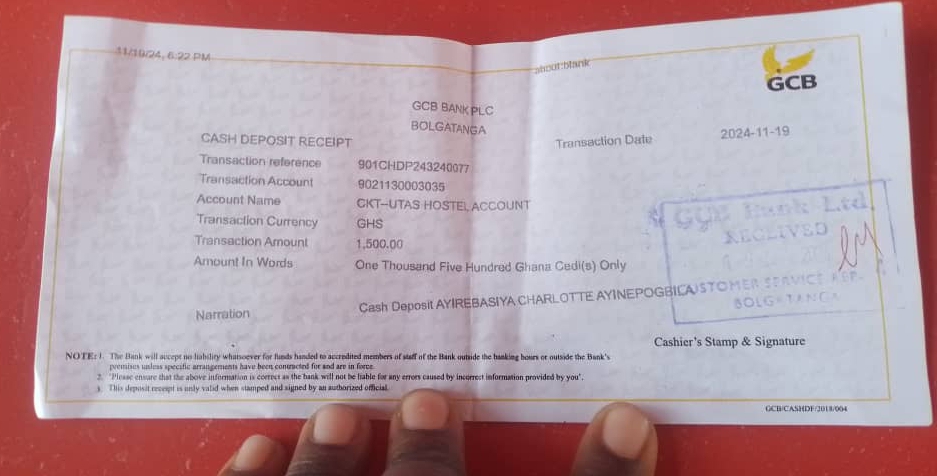 11/19/24, 6:22 PM
about:blank
GCB
GCB BANK PLC
BOLGATANGA
CASH DEPOSIT RECEIPT
Transaction Date 2024-11-19
Transaction reference 901CHDP243240077
Transaction Account 9021130003035
Account Name CKT-UTAS HOSTEL ACCOUNT
Transaction Currency GHS
Transaction Amount 1,500.00
Amount In Words One Thousand Five Hundred Ghana Cedi(s) Only
Narration Cash Deposit AYIREBASIYA CHARLOTTE AYINEPOGBILA
GCB Bank Ltd.
RECEIVED
CUSTOMER SERVICE REP.
BOLGATANGA
Cashier's Stamp & Signature
NOTE: 1. The Bank will accept no liability whatsoever for funds handed to accredited members of staff of the Bank outside the banking hours or outside the Bank's
premises unless specific arrangements have been contracted for and are in force.
2. 'Please ensure that the above information is correct as the bank will not be liable for any errors caused by incorrect information provided by you'.
3. This deposit receipt is only valid when stamped and signed by an authorized official.
GCB/CASHDF/2018/004